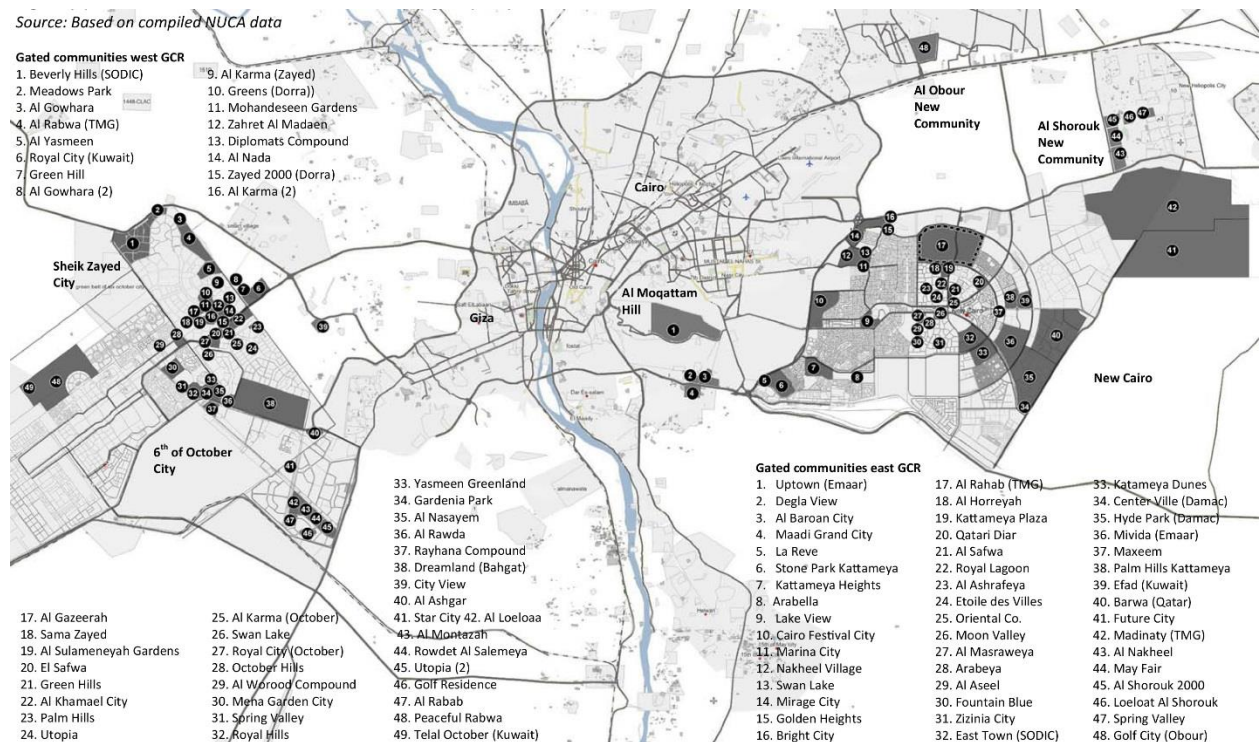 Source: Based on compiled NUCA data
Gated communities west GCR
1. Beverly Hills (SODIC)
2. Meadows Park
3. Al Gowhara
4. Al Rabwa (TMG)
5. Al Yasmeen
6. Royal City (Kuwait)
7. Green Hill
8. Al Gowhara (2)
9. Al Karma (Zayed)
10. Greens (Dorra))
11. Mohandeseen Gardens
12. Zahret Al Madaen
13. Diplomats Compound
14. Al Nada
15. Zayed 2000 (Dorra)
16. Al Karma (2)
17. Al Gazeerah
18. Sama Zayed
19. Al Sulameneyah Gardens
20. El Safwa
21. Green Hills
22. Al Khamael City
23. Palm Hills
24. Utopia
25. Al Karma (October)
26. Swan Lake
27. Royal City (October)
28. October Hills
29. Al Worood Compound
30. Mena Garden City
31. Spring Valley
32. Royal Hills
33. Yasmeen Greenland
34. Gardenia Park
35. Al Nasayem
36. Al Rawda
37. Rayhana Compound
38. Dreamland (Bahgat)
39. City View
40. Al Ashgar
41. Star City 42. Al Loeloaa
43. Al Montazah
44. Rowdet Al Salemeya
45. Utopia (2)
46. Golf Residence
47. Al Rabab
48. Peaceful Rabwa
49. Telal October (Kuwait)
Sheik Zayed
City
6th of October
City
Giza
Cairo
Al Moqattam
Hill
Al Obour
New
Community
Al Shorouk
New
Community
New Cairo
Gated communities east GCR
1. Uptown (Emaar)
2. Degla View
3. Al Baroan City
4. Maadi Grand City
5. La Reve
6. Stone Park Kattameya
7. Kattameya Heights
8. Arabella
9. Lake View
10. Cairo Festival City
11. Marina City
12. Nakheel Village
13. Swan Lake
14. Mirage City
15. Golden Heights
16. Bright City
17. Al Rahab (TMG)
18. Al Horreyah
19. Kattameya Plaza
20. Qatari Diar
21. Al Safwa
22. Royal Lagoon
23. Al Ashrafeya
24. Etoile des Villes
25. Oriental Co.
26. Moon Valley
27. Al Masraweya
28. Arabeya
29. Al Aseel
30. Fountain Blue
31. Zizinia City
32. East Town (SODIC)
33. Katameya Dunes
34. Center Ville (Damac)
35. Hyde Park (Damac)
36. Mivida (Emaar)
37. Maxeem
38. Palm Hills Kattameya
39. Efad (Kuwait)
40. Barwa (Qatar)
41. Future City
42. Madinaty (TMG)
43. Al Nakheel
44. May Fair
45. Al Shorouk 2000
46. Loeloat Al Shorouk
47. Spring Valley
48. Golf City (Obour)